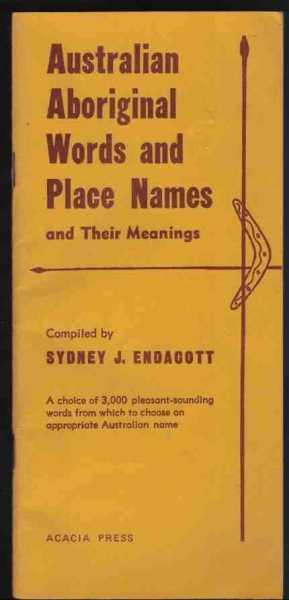 Australian
Aboriginal
Words and
Place Names
and Their Meanings
Compiled by
SYDNEY J. ENDACOTT
A choice of 3,000 pleasant-sounding
words from which to choose an
appropriate Australian name
ACACIA PRESS